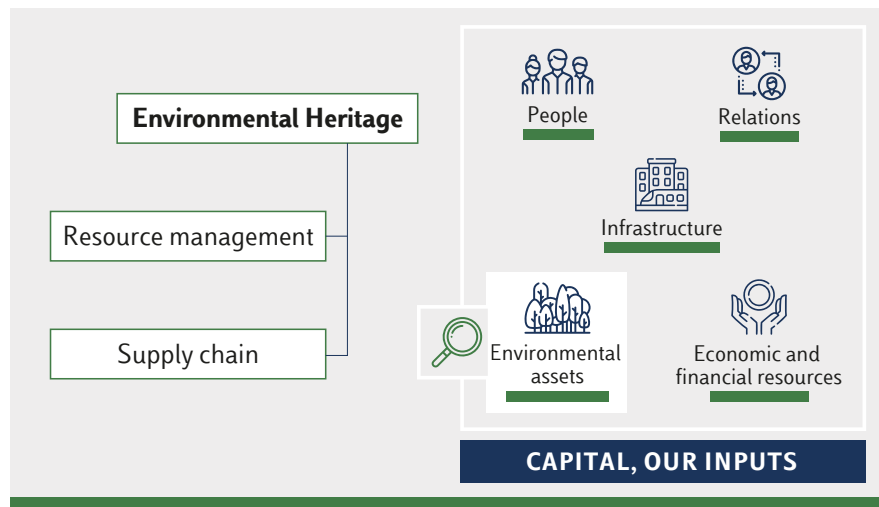 Environmental Heritage
Resource management
Supply chain
People
Relations
Infrastructure
Environmental
assets
Economic and
financial resources
CAPITAL, OUR INPUTS